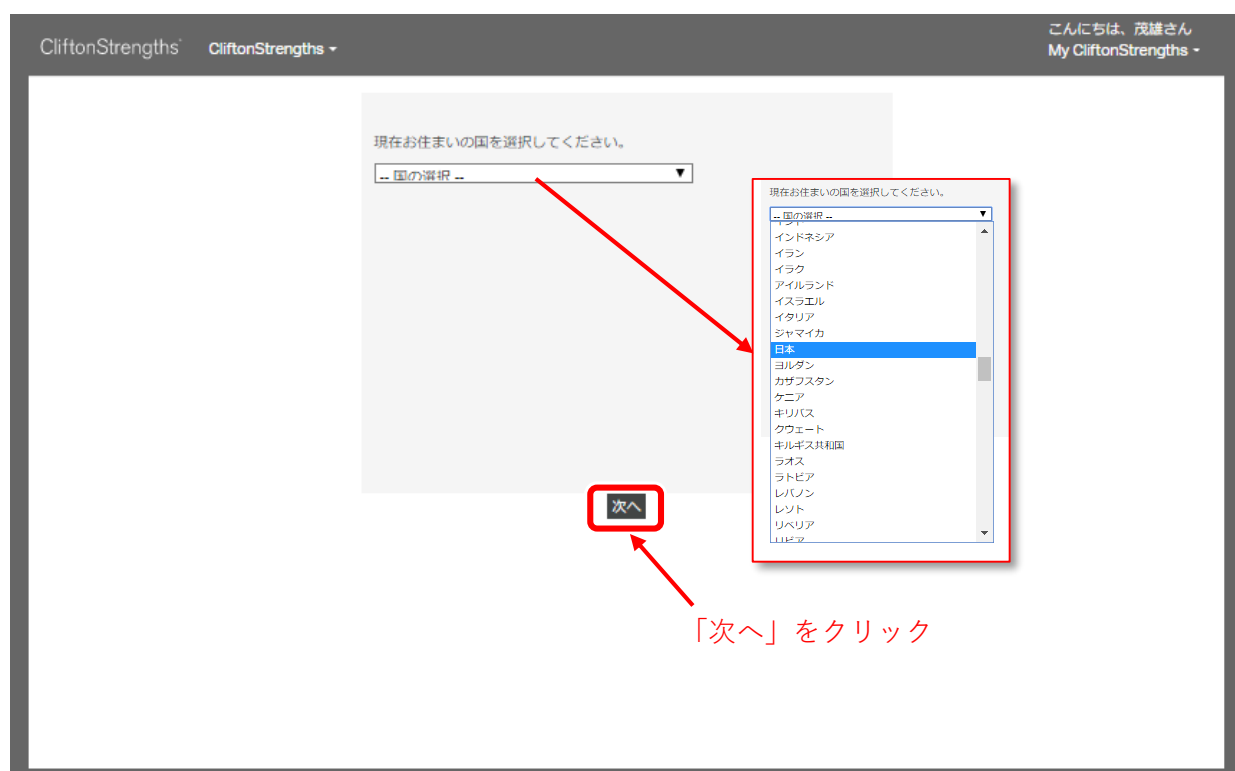 CliftonStrengths®
CliftonStrengths
こんにちは、茂雄さん
My CliftonStrengths
現在お住まいの国を選択してください。
-- 国の選択 --
現在お住まいの国を選択してください。
-- 国の選択 --
インドネシア
イラン
イラク
アイルランド
イスラエル
イタリア
ジャマイカ
日本
ヨルダン
カザフスタン
ケニア
キリバス
クウェート
キルギス共和国
ラオス
ラトビア
レバノン
レソト
リベリア
リビア
次へ
「次へ」をクリック